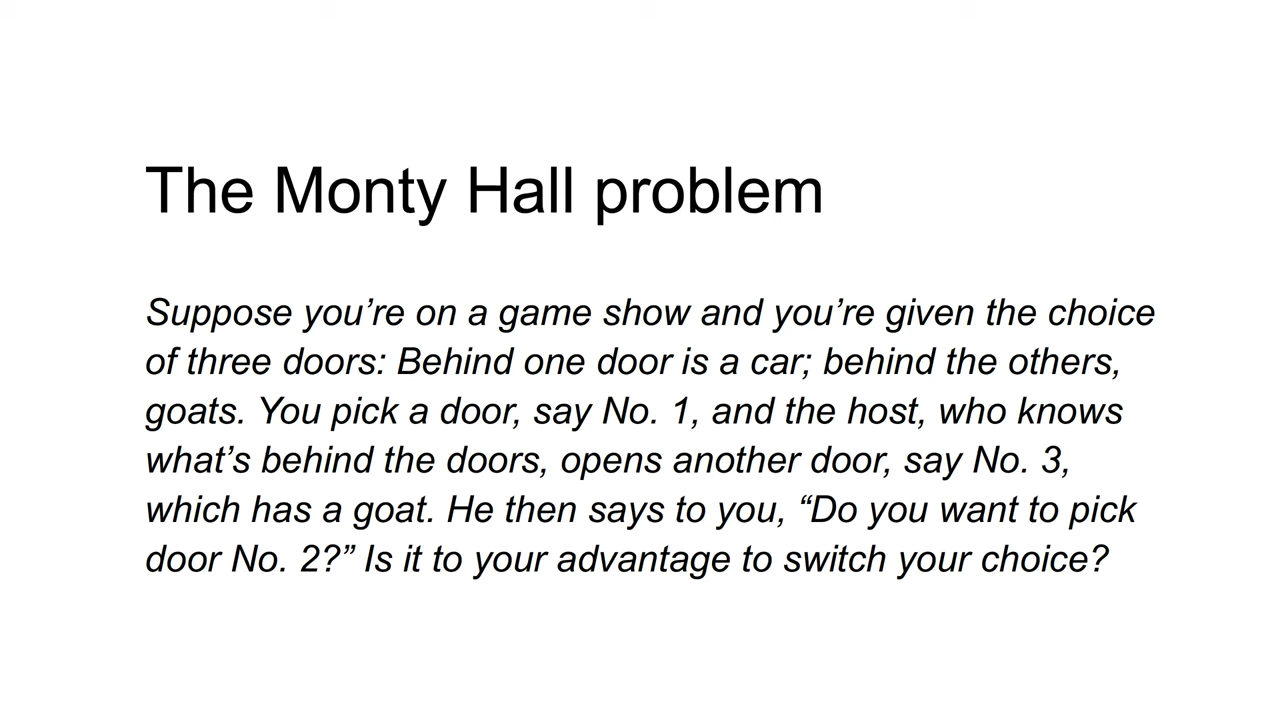 The Monty Hall problem
Suppose you’re on a game show and you’re given the choice
of three doors: Behind one door is a car; behind the others,
goats. You pick a door, say No. 1, and the host, who knows
what’s behind the doors, opens another door, say No. 3,
which has a goat. He then says to you, “Do you want to pick
door No. 2?” Is it to your advantage to switch your choice?